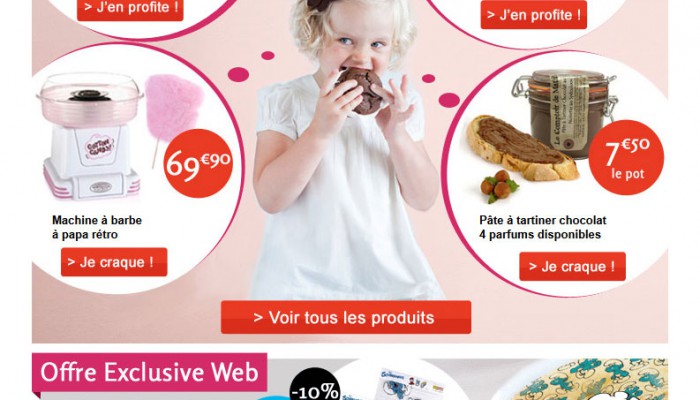 > J'en profite !
> J'en profite !
COTTON CANDY
69€90
Machine à barbe
à papa rétro
> Je craque !
Le Comptoir de
7€50
le pot
Pâte à tartiner chocolat
4 parfums disponibles
> Je craque !
> Voir tous les produits
Offre Exclusive Web
-10%